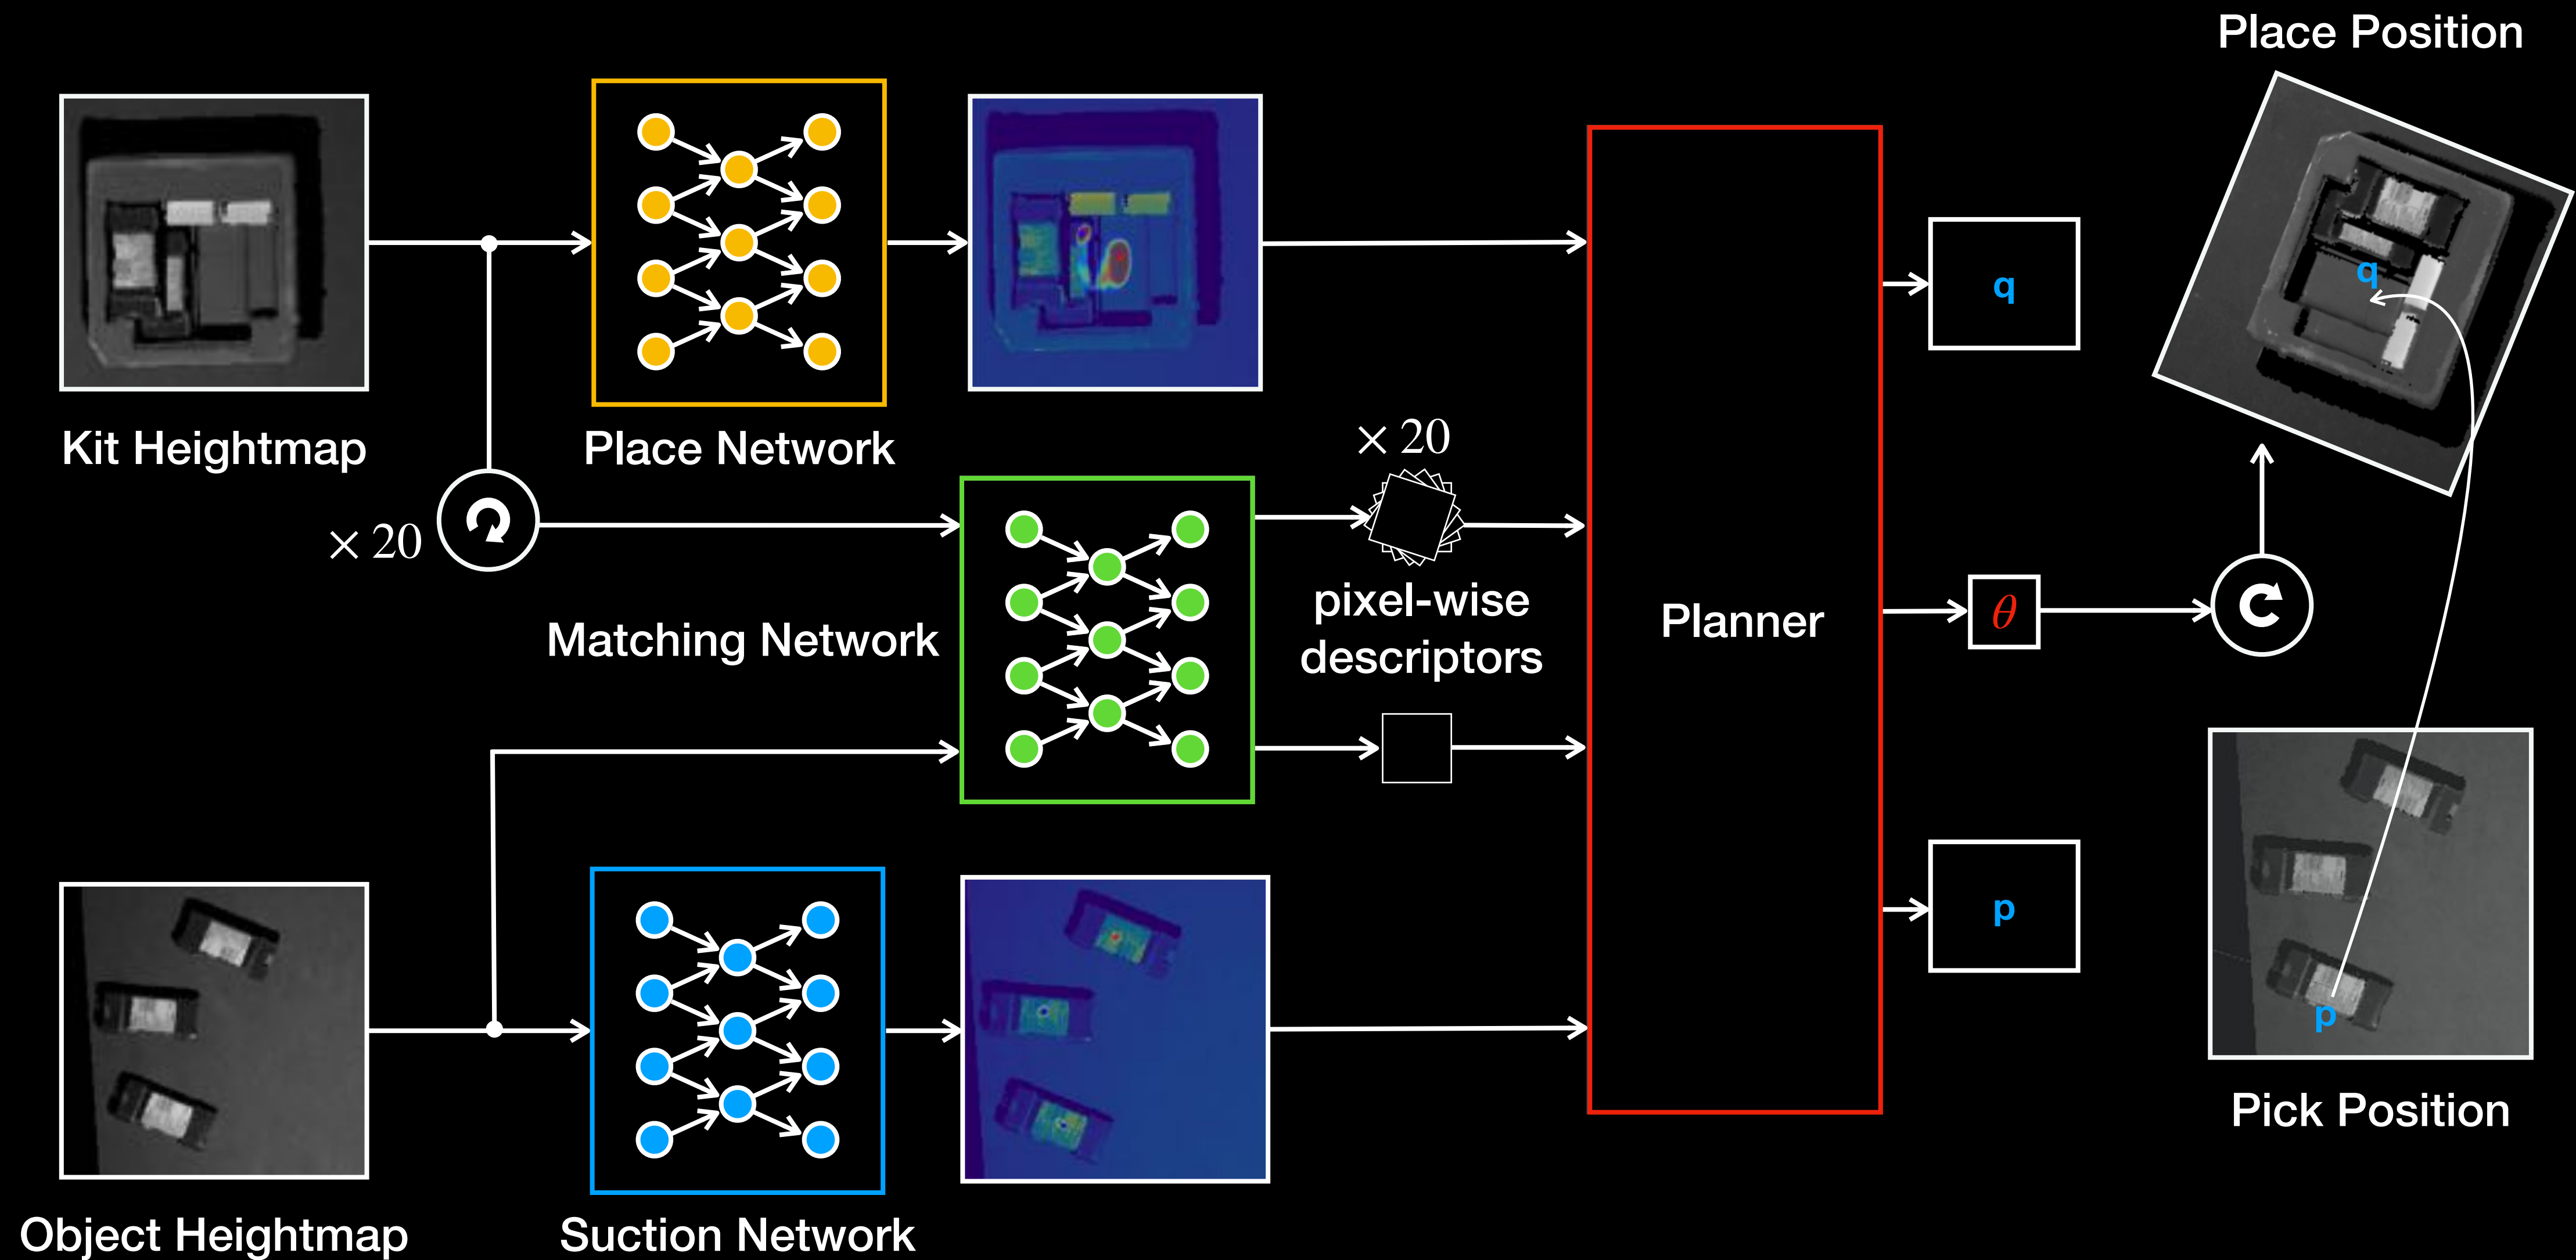 Place Position
Kit Heightmap
Place Network
× 20
× 20
q
q
Matching Network
pixel-wise
descriptors
Planner
θ
p
p
Pick Position
Object Heightmap
Suction Network